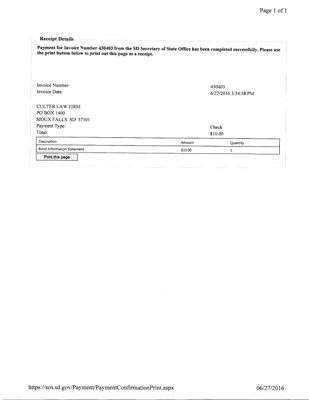 Page 1 of 1
Receipt Details
Payment for Invoice Number 430403 from the SD Secretary of State Office has been completed successfully. Please use
the print button below to print out this page as a receipt.
Invoice Number: 430403
Invoice Date: 6/27/2016 3:54:38 PM
CUTLER LAW FIRM
PO BOX 1400
SIOUX FALLS SD 57101
Payment Type: Check
Total: $10.00
Description Amount Quantity
Bond Information Statement $10.00 1
Print this page
https://sos.sd.gov/Payment/PaymentConfirmationPrint.aspx 06/27/2016